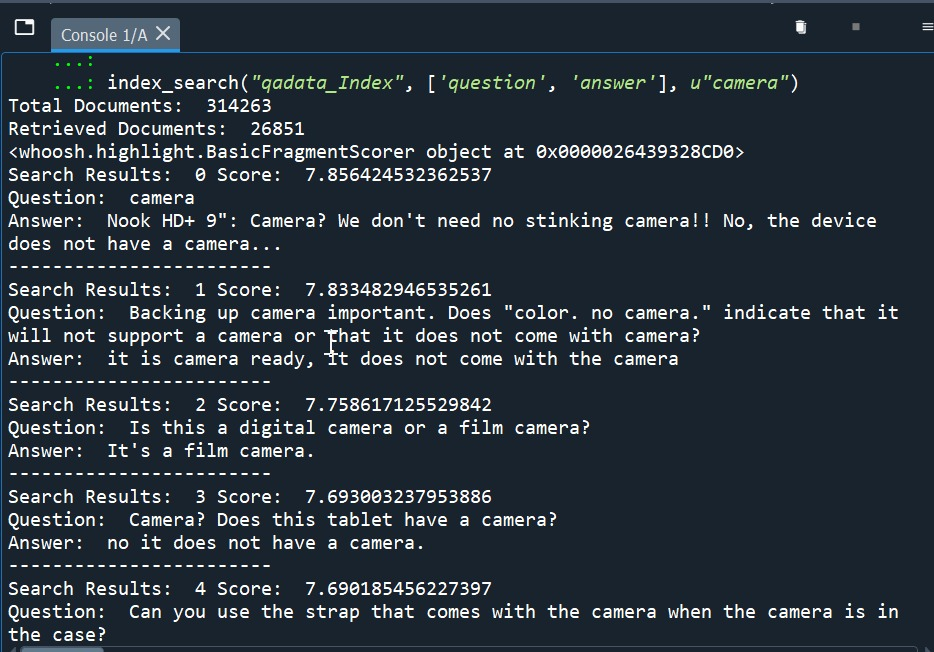 Console 1/A
...:
...: index_search("qadata_Index", ['question', 'answer'], u"camera")
Total Documents:  314263
Retrieved Documents:  26851
<whoosh.highlight.BasicFragmentScorer object at 0x0000026439328CD0>
Search Results:  0 Score:  7.856424532362537
Question:  camera
Answer:  Nook HD+ 9": Camera? We don't need no stinking camera!! No, the device
does not have a camera...
------------------------
Search Results:  1 Score:  7.833482946535261
Question:  Backing up camera important. Does "color. no camera." indicate that it
will not support a camera or that it does not come with camera?
Answer:  it is camera ready, it does not come with the camera
------------------------
Search Results:  2 Score:  7.758617125529842
Question:  Is this a digital camera or a film camera?
Answer:  It's a film camera.
------------------------
Search Results:  3 Score:  7.693003237953886
Question:  Camera? Does this tablet have a camera?
Answer:  no it does not have a camera.
------------------------
Search Results:  4 Score:  7.690185456227397
Question:  Can you use the strap that comes with the camera when the camera is in
the case?